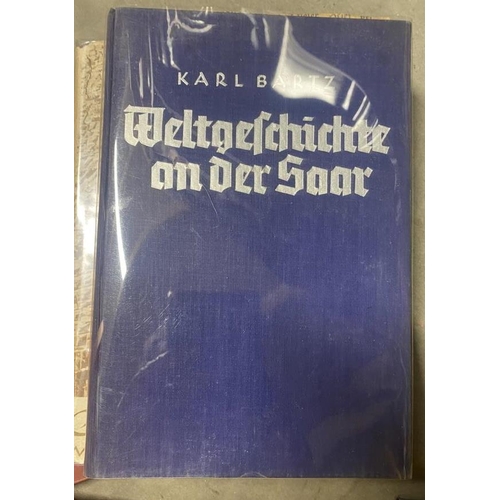 KARL BARTZ
Weltgeſchichte
an der Saar